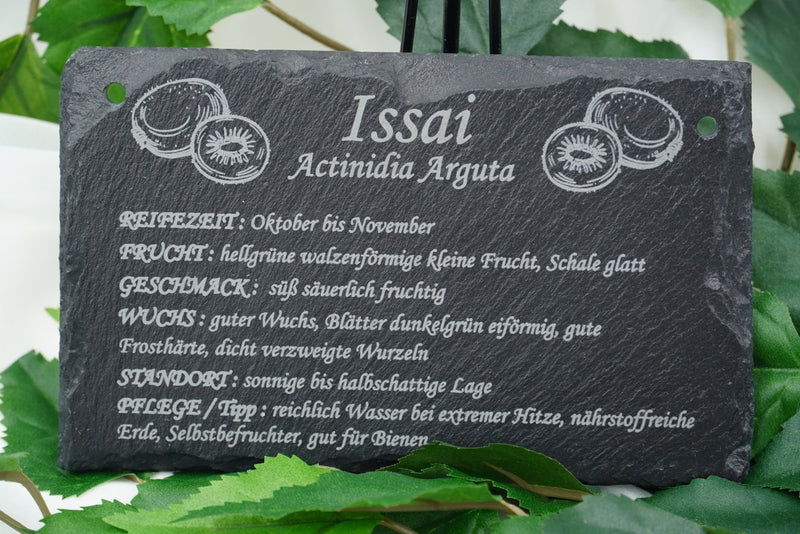 Issai
Actinidia Arguta
REIFEZEIT : Oktober bis November
FRUCHT : hellgrüne walzenförmige kleine Frucht, Schale glatt
GESCHMACK : süß säuerlich fruchtig
WUCHS : guter Wuchs, Blätter dunkelgrün eiförmig, gute
Frosthärte, dicht verzweigte Wurzeln
STANDORT : sonnige bis halbschattige Lage
PFLEGE / Tipp : reichlich Wasser bei extremer Hitze, nährstoffreiche
Erde, Selbstbefruchter, gut für Bienen